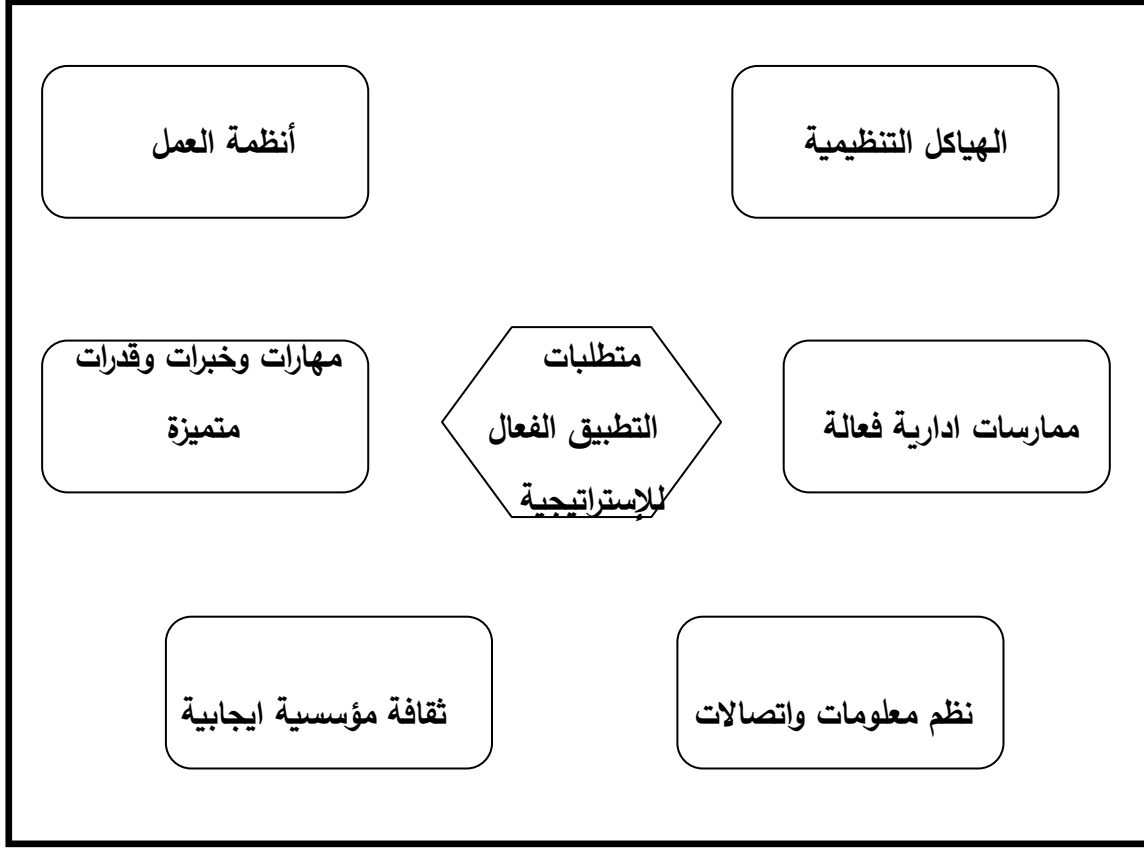 الهياكل التنظيمية
أنظمة العمل
متطلبات
التطبيق الفعال
للإستراتيجية
ممارسات ادارية فعالة
مهارات وخبرات وقدرات
متميزة
نظم معلومات واتصالات
ثقافة مؤسسية ايجابية